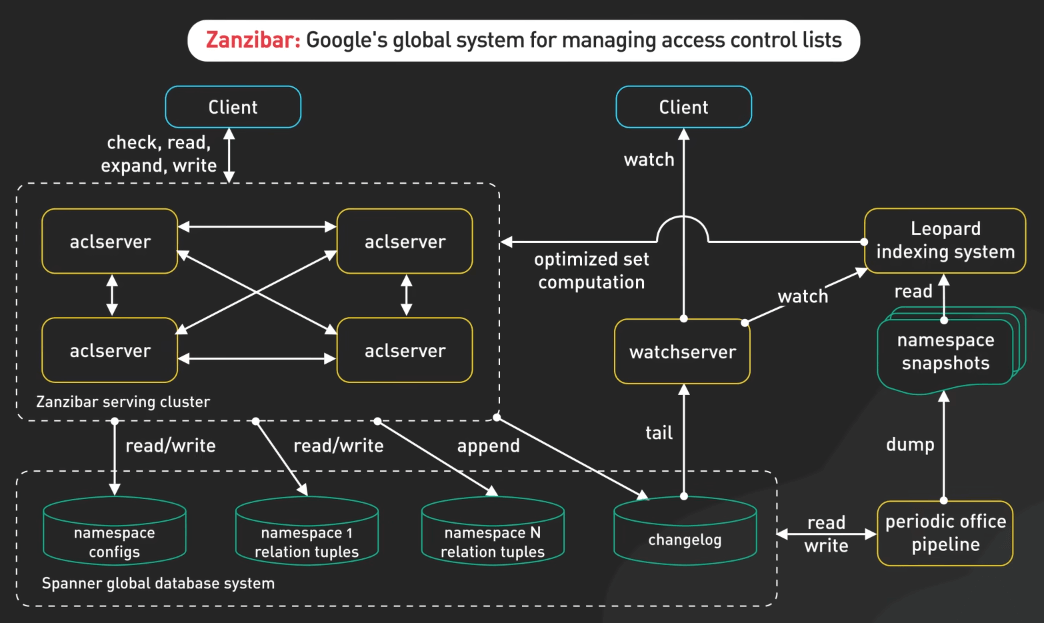 Zanzibar: Google's global system for managing access control lists
Client
Client
check, read,
expand, write
watch
aclserver
aclserver
Leopard
indexing system
optimized set
computation
watch
read
aclserver
aclserver
watchserver
namespace
snapshots
Zanzibar serving cluster
read/write
read/write
append
tail
dump
namespace
configs
namespace 1
relation tuples
namespace N
relation tuples
changelog
read
write
periodic office
pipeline
Spanner global database system